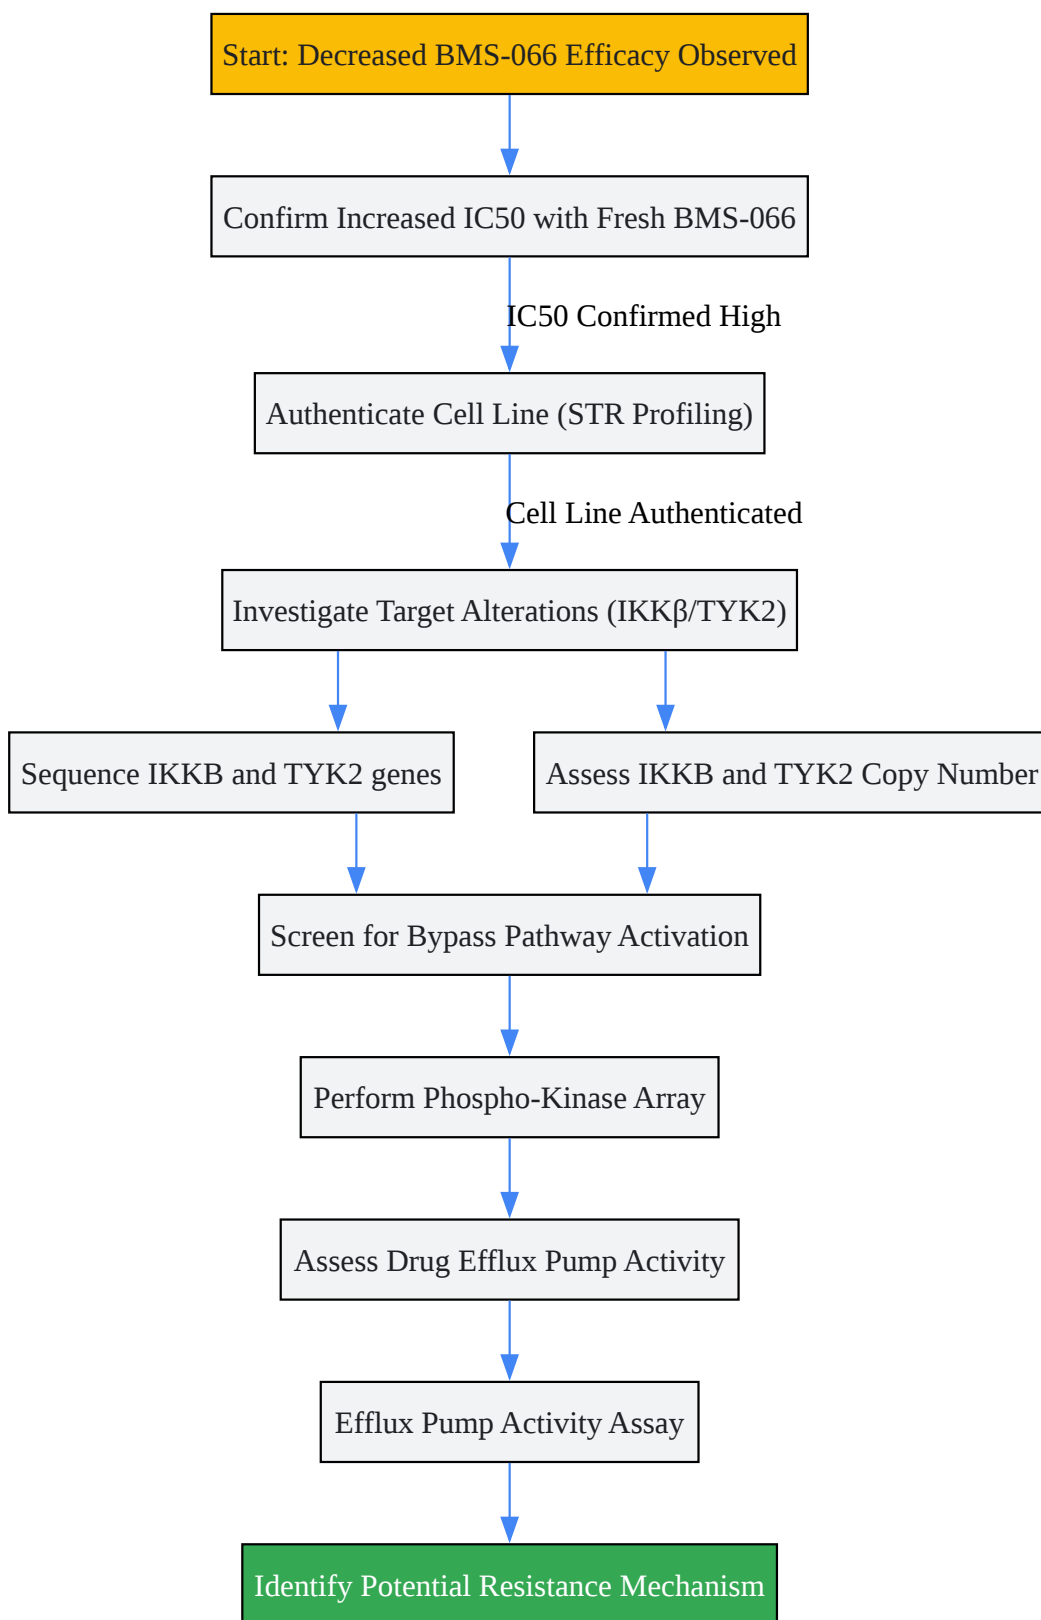 Start: Decreased BMS-066 Efficacy Observed
Confirm Increased IC50 with Fresh BMS-066
IC50 Confirmed High
Authenticate Cell Line (STR Profiling)
Cell Line Authenticated
Investigate Target Alterations (IKKβ/TYK2)
Sequence IKKB and TYK2 genes
Assess IKKB and TYK2 Copy Number
Screen for Bypass Pathway Activation
Perform Phospho-Kinase Array
Assess Drug Efflux Pump Activity
Efflux Pump Activity Assay
Identify Potential Resistance Mechanism